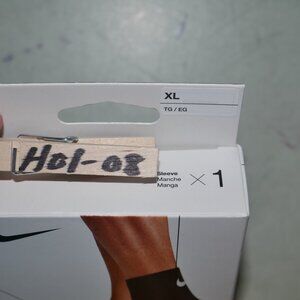 XL
TG / EG
Hol-08
Sleeve
Manche
Manga
× 1